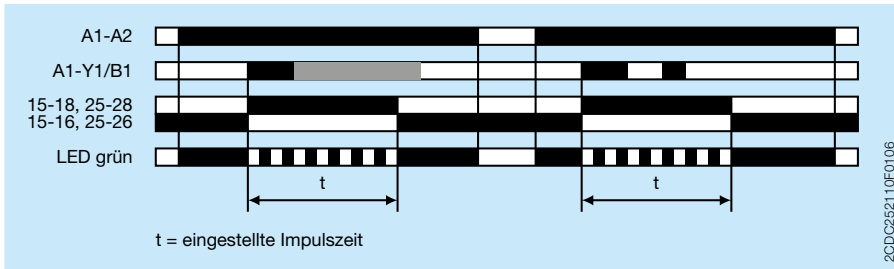 A1-A2
A1-Y1/B1
15-18, 25-28
15-16, 25-26
LED grün
t
t
t = eingestellte Impulszeit
2CDC252110F0106